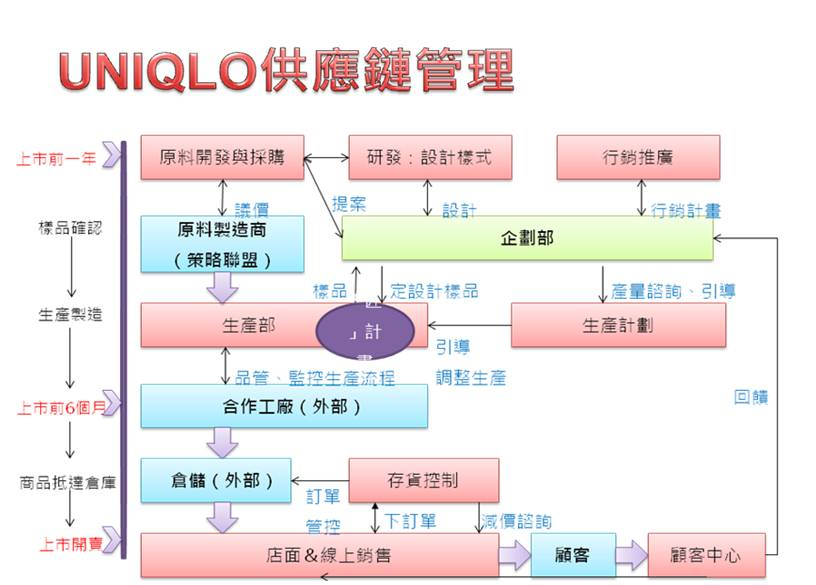 UNIQLO供應鏈管理
上市前一年
原料開發與採購
研發：設計樣式
行銷推廣
議價
提案
設計
行銷計畫
樣品確認
原料製造商
（策略聯盟）
企劃部
樣品
定設計樣品
產量諮詢、引導
生產製造
生產部
」計
生產計劃
引導
調整生產
品管、監控生產流程
上市前6個月
合作工廠（外部）
回饋
商品抵達倉庫
倉儲（外部）
訂單
管控
存貨控制
下訂單
減價諮詢
上市開賣
店面＆線上銷售
顧客
顧客中心